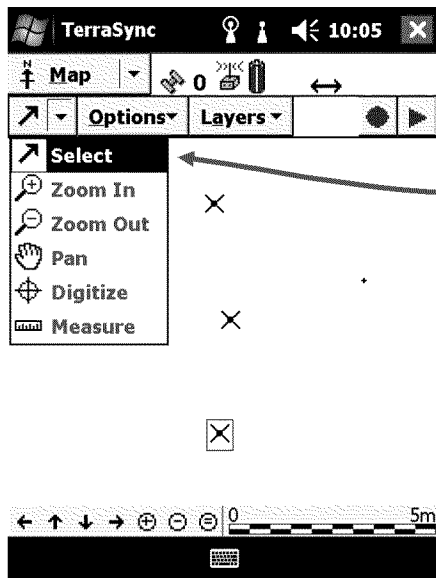 TerraSync 10:05
N
Map 0
Options Layers
Select
Zoom In
Zoom Out
Pan
Digitize
Measure
0 5m